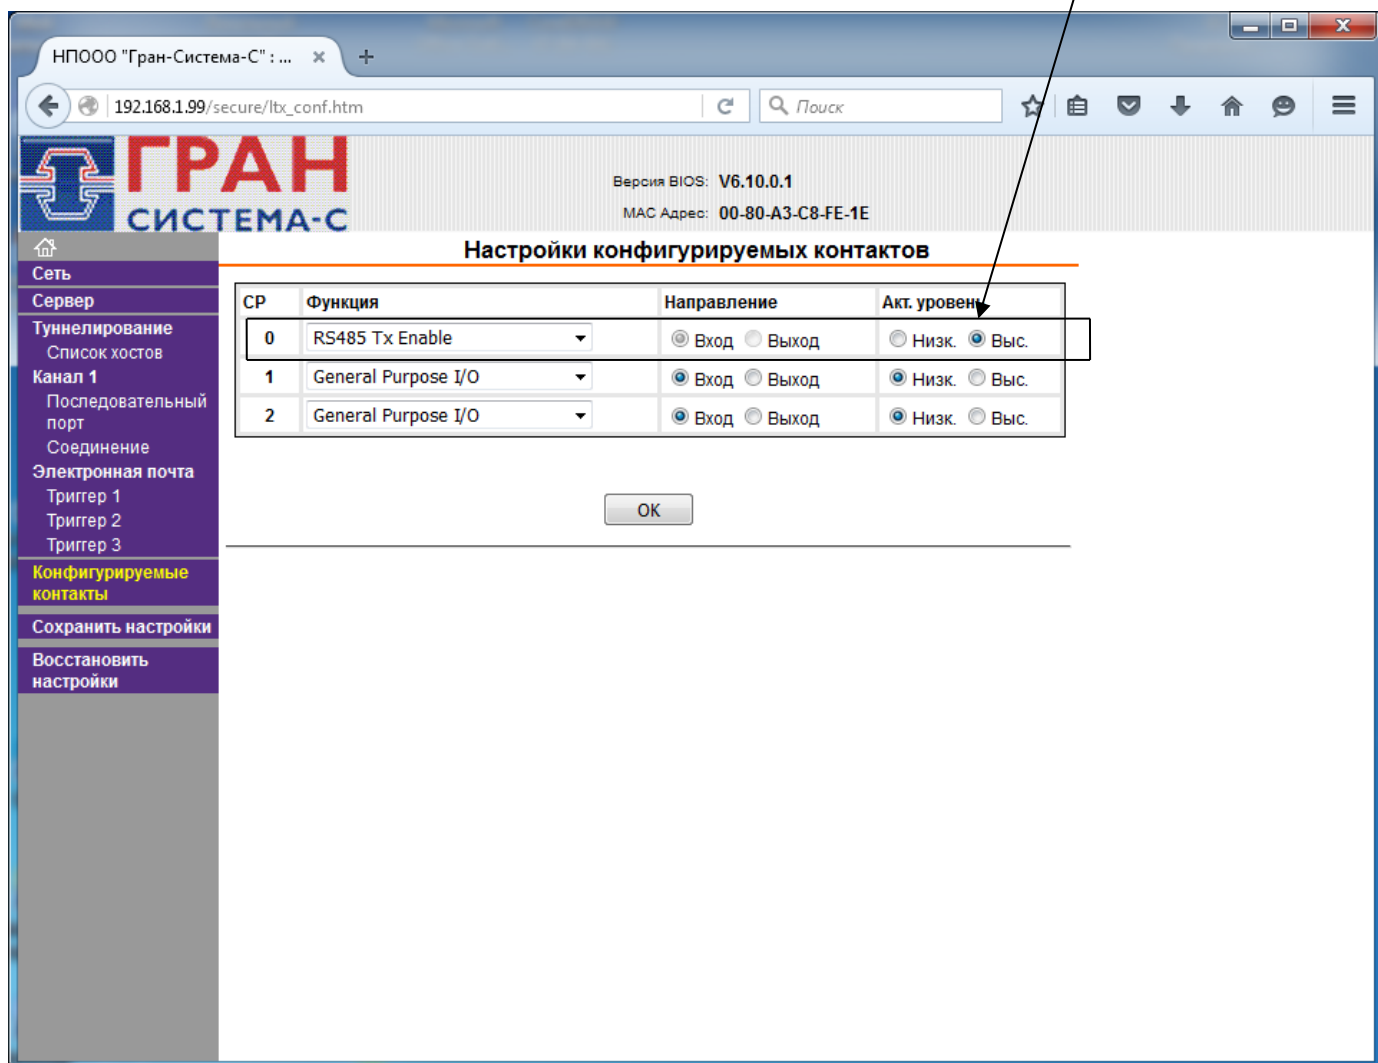 НПООО "Гран-Система-С" : ...
192.168.1.99/secure/ltx_conf.htm
Поиск
ГРАН
СИСТЕМА-С
Версия BIOS: V6.10.0.1
МАС Адрес: 00-80-A3-C8-FE-1E
Настройки конфигурируемых контактов
Сеть
Сервер
Туннелирование
Список хостов
Канал 1
Последовательный
порт
Соединение
Электронная почта
Триггер 1
Триггер 2
Триггер 3
Конфигурируемые
контакты
Сохранить настройки
Восстановить
настройки
CP Функция Направление Акт. уровень
0 RS485 Tx Enable Вход Выход Низк. Выс.
1 General Purpose I/O Вход Выход Низк. Выс.
2 General Purpose I/O Вход Выход Низк. Выс.
OK